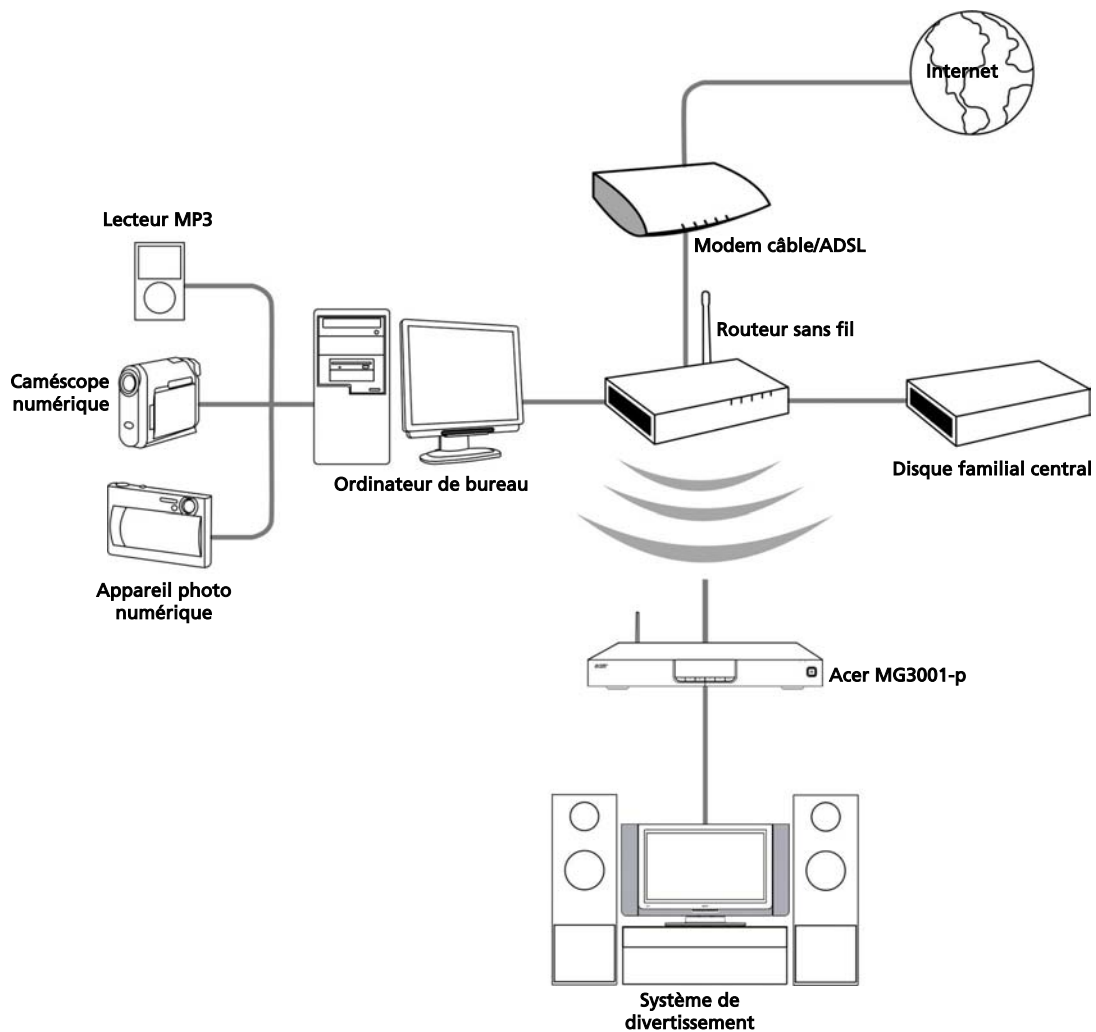 Internet
Lecteur MP3
Modem câble/ADSL
Routeur sans fil
Caméscope
numérique
Ordinateur de bureau
Disque familial central
Appareil photo
numérique
Acer MG3001-p
Système de
divertissement